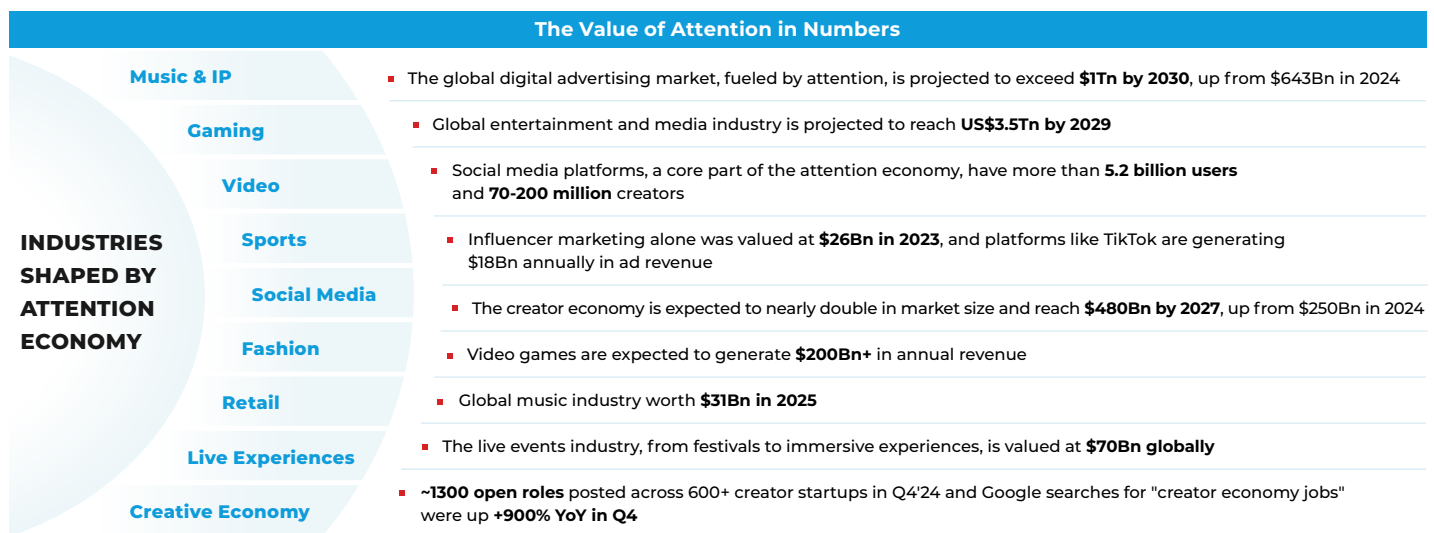 The Value of Attention in Numbers
INDUSTRIES
SHAPED BY
ATTENTION
ECONOMY
Music & IP
Gaming
Video
Sports
Social Media
Fashion
Retail
Live Experiences
Creative Economy
The global digital advertising market, fueled by attention, is projected to exceed $1Tn by 2030, up from $643Bn in 2024
Global entertainment and media industry is projected to reach US$3.5Tn by 2029
Social media platforms, a core part of the attention economy, have more than 5.2 billion users
and 70-200 million creators
Influencer marketing alone was valued at $26Bn in 2023, and platforms like TikTok are generating
$18Bn annually in ad revenue
The creator economy is expected to nearly double in market size and reach $480Bn by 2027, up from $250Bn in 2024
Video games are expected to generate $200Bn+ in annual revenue
Global music industry worth $31Bn in 2025
The live events industry, from festivals to immersive experiences, is valued at $70Bn globally
~1300 open roles posted across 600+ creator startups in Q4'24 and Google searches for "creator economy jobs"
were up +900% YoY in Q4